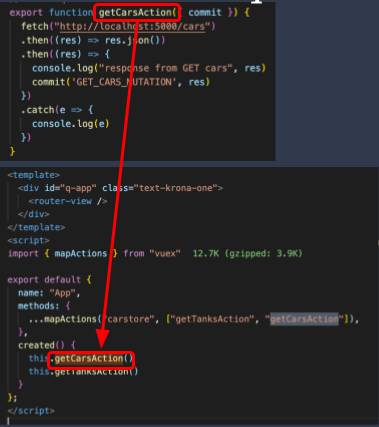 export function getCarsAction({ commit }) {
fetch("http://localhost:5000/cars")
.then((res) => res.json())
.then((res) => {
console.log("response from GET cars", res)
commit('GET_CARS_MUTATION', res)
})
.catch(e => {
console.log(e)
})
}
<template>
<div id="q-app" class="text-krona-one">
<router-view />
</div>
</template>
<script>
import { mapActions } from "vuex" 12.7K (gzipped: 3.9K)
export default {
name: "App",
methods: {
...mapActions("carstore", ["getTanksAction", "getCarsAction"]),
},
created() {
this.getCarsAction()
this.getTanksAction()
}
};
</script>